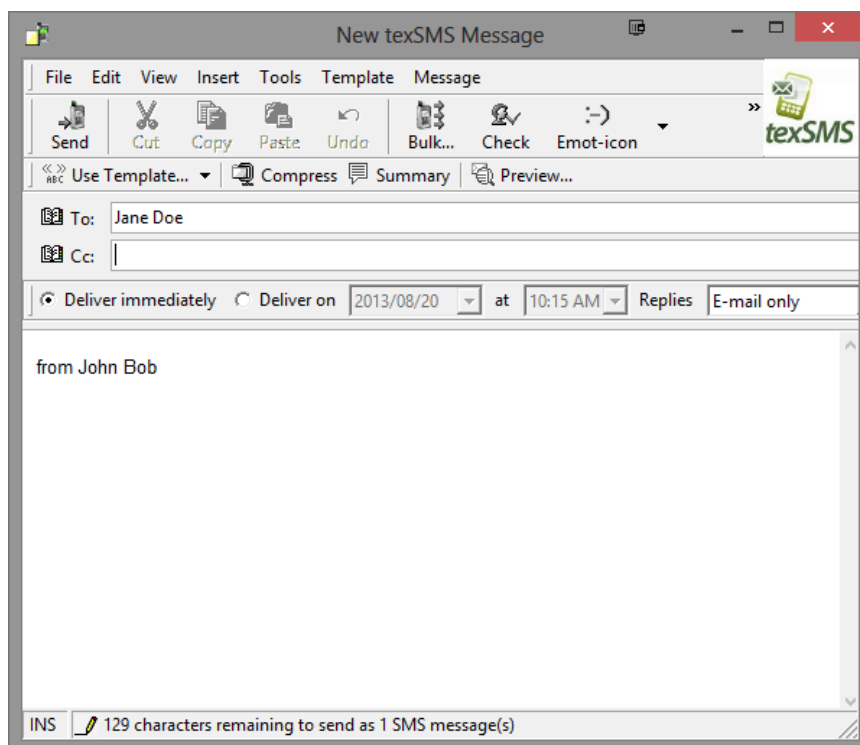 New texSMS Message
File Edit View Insert Tools Template Message
Send Cut Copy Paste Undo Bulk... Check Emot-icon :-) » texSMS
ABC Use Template... Compress Summary Preview...
To: Jane Doe
Cc:
Deliver immediately Deliver on 2013/08/20 at 10:15 AM Replies E-mail only
from John Bob
INS 129 characters remaining to send as 1 SMS message(s)